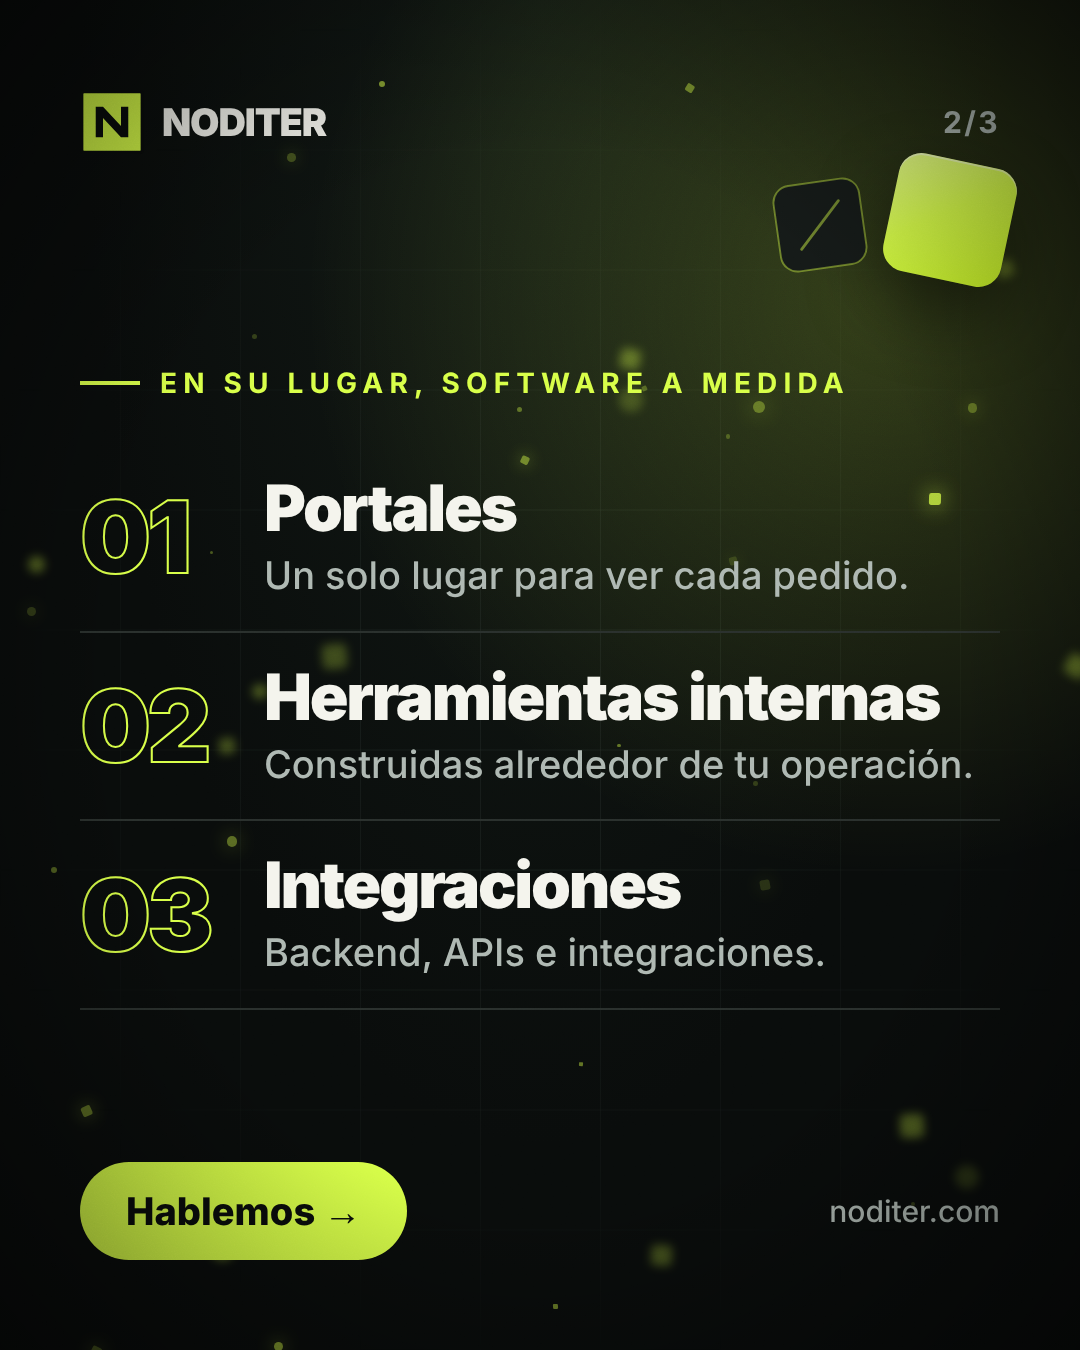 N NODITER
2/3
EN SU LUGAR, SOFTWARE A MEDIDA
01
Portales
Un solo lugar para ver cada pedido.
02
Herramientas internas
Construidas alrededor de tu operación.
03
Integraciones
Backend, APIs e integraciones.
Hablemos →
noditer.com